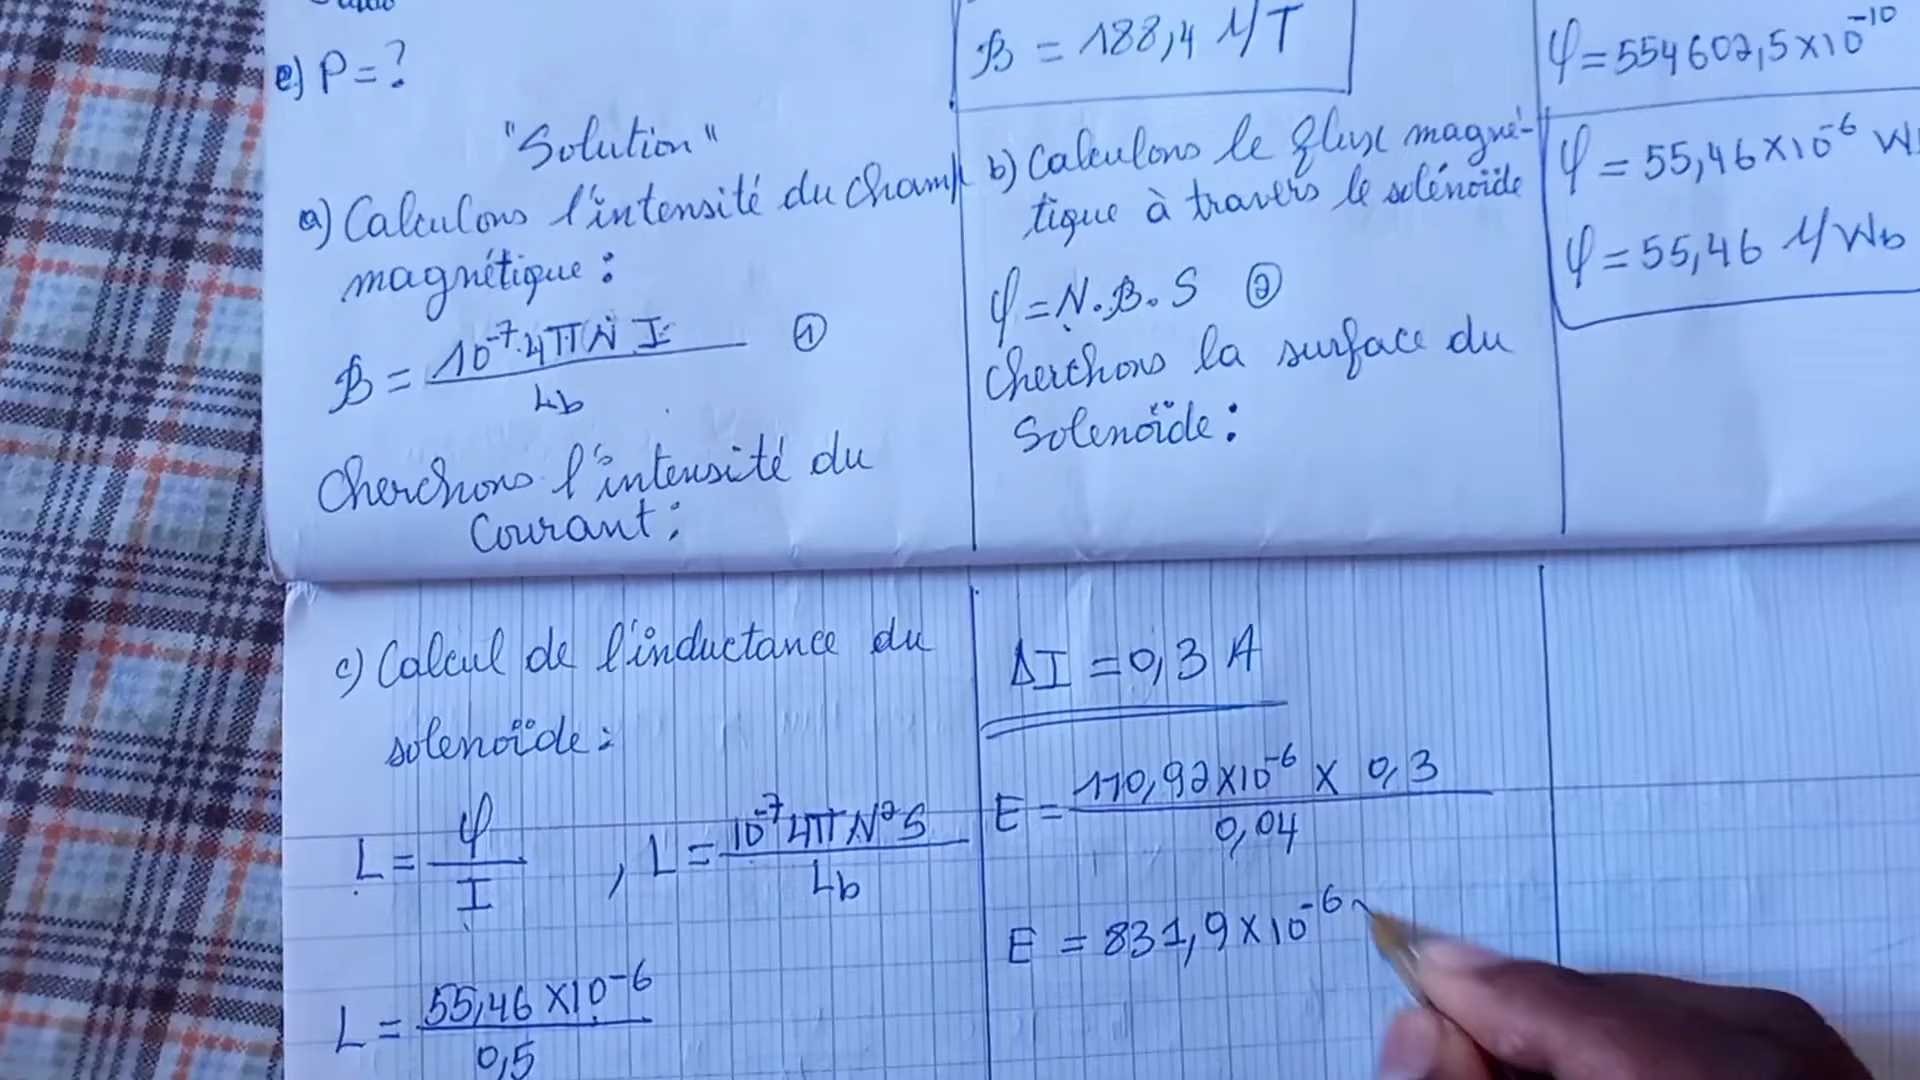 e) P = ?
"Solution"
a) Calculons l'intensité du champ
magnétique :
B = 10⁻⁷.4πN I / Lb ①
Cherchons l'intensité du
Courant :
B = 188,4 μT
b) Calculons le flux magné-
tique à travers le solénoïde
φ = N.B.S ②
Cherchons la surface du
Solenoïde :
φ = 554602,5×10⁻¹⁰
φ = 55,46×10⁻⁶
φ = 55,46 μWb
c) Calcul de l'inductance du
solenoïde :
L = φ / I , L = 10⁻⁷4πN²S / Lb
L = 55,46×10⁻⁶ / 0,5
ΔI = 0,3 A
E = 110,92×10⁻⁶ × 0,3 / 0,04
E = 831,9×10⁻⁶